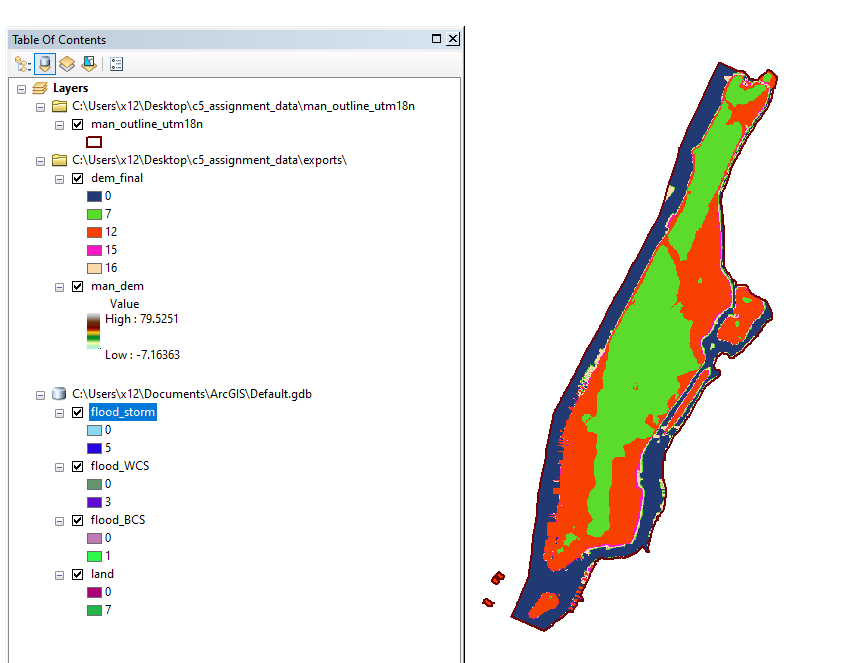 Table Of Contents
Layers
C:\Users\x12\Desktop\c5_assignment_data\man_outline_utm18n
man_outline_utm18n
C:\Users\x12\Desktop\c5_assignment_data\exports\
dem_final
0
7
12
15
16
man_dem
Value
High : 79.5251
Low : -7.16363
C:\Users\x12\Documents\ArcGIS\Default.gdb
flood_storm
0
5
flood_WCS
0
3
flood_BCS
0
1
land
0
7